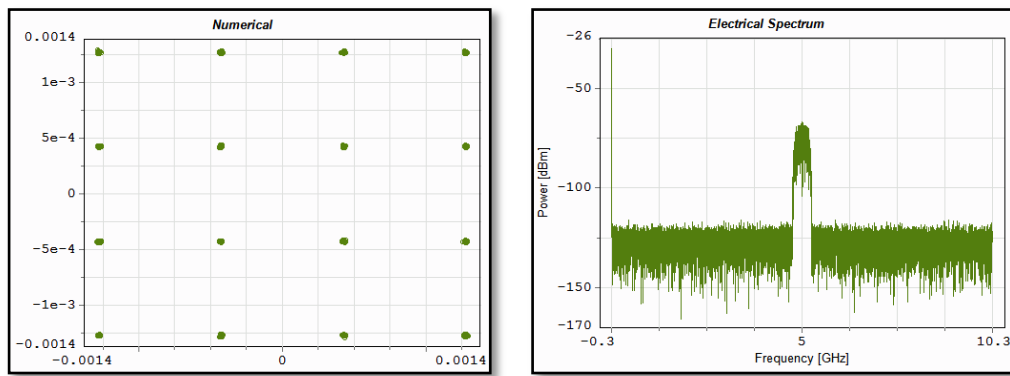 Numerical
0.0014
1e-3
5e-4
0
-5e-4
-1e-3
-0.0014
-0.0014
0
0.0014
Electrical Spectrum
-26
-50
-100
-150
-170
Power [dBm]
-0.3
5
10.3
Frequency [GHz]